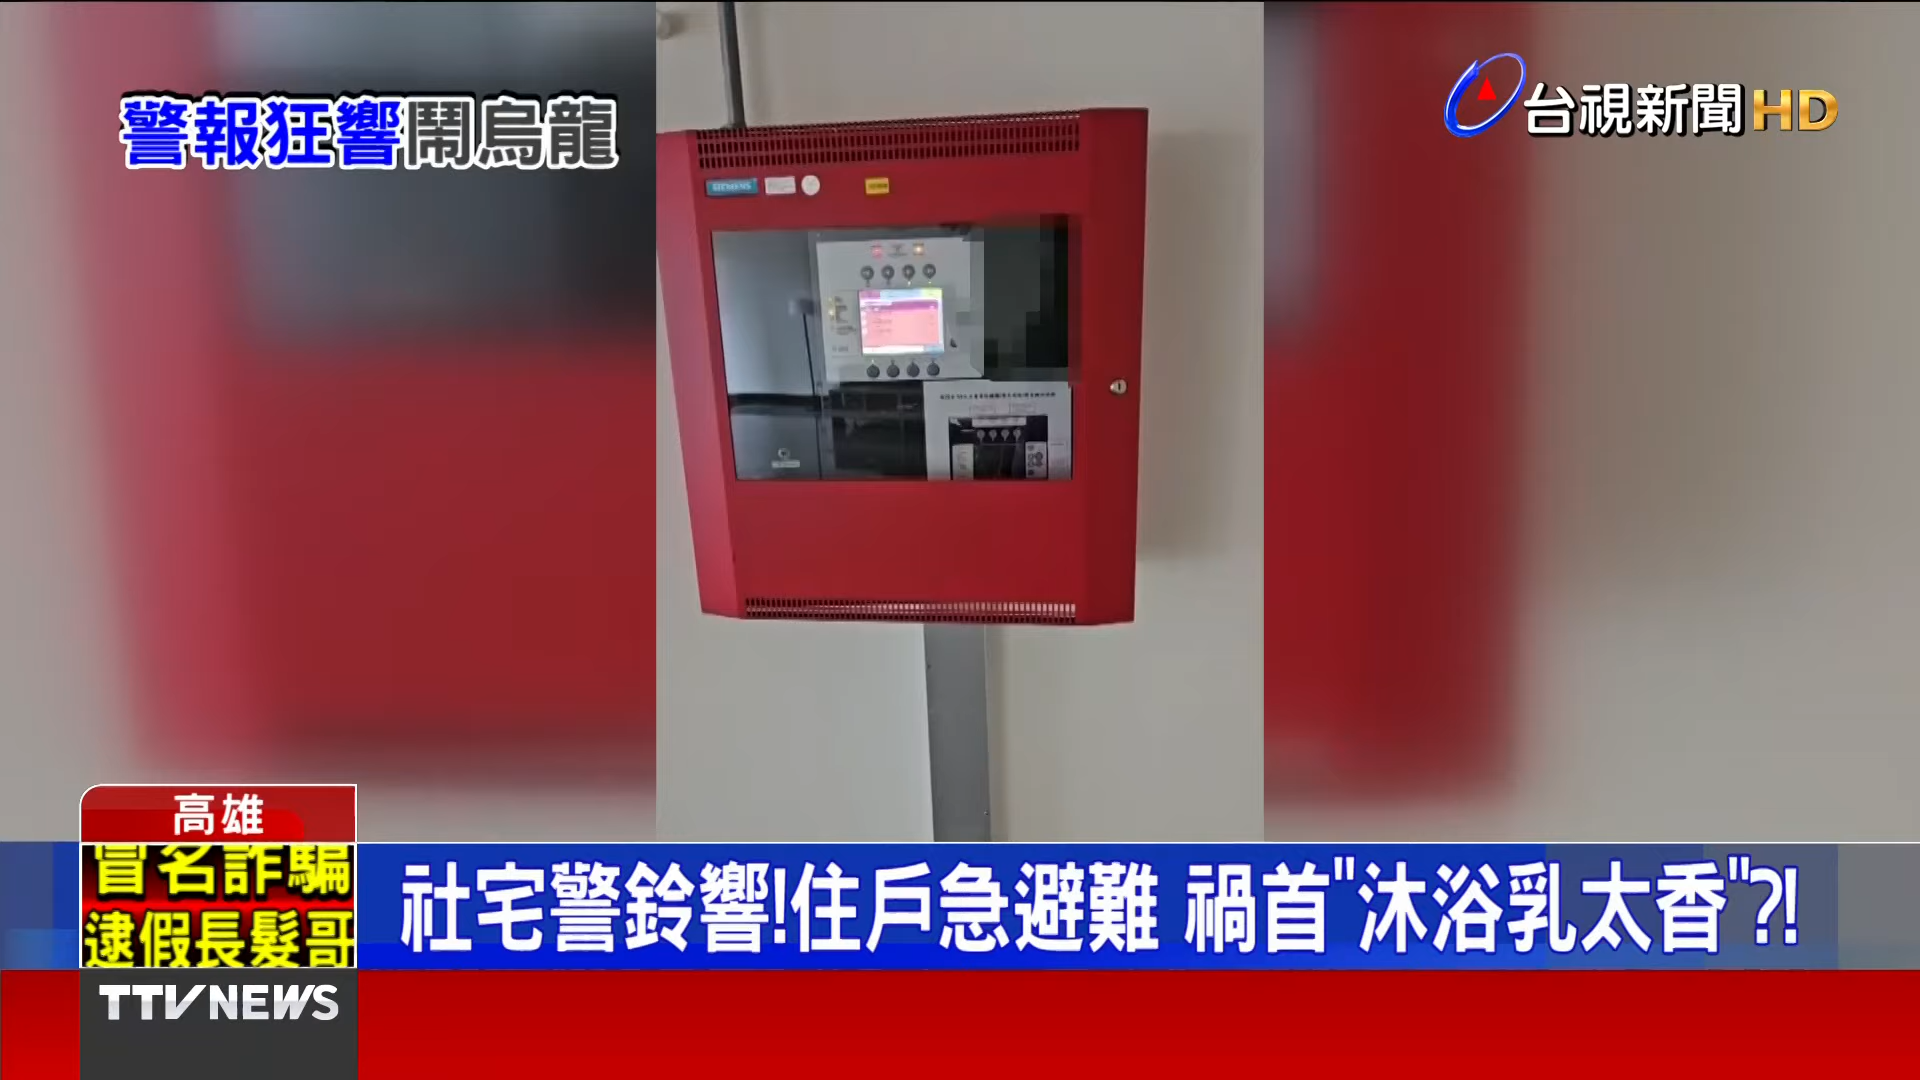 警報狂響鬧烏龍
台視新聞HD
SIEMENS
高雄
冒名詐騙
逮假長髮哥
社宅警鈴響!住戶急避難 禍首"沐浴乳太香"?!
TTV NEWS